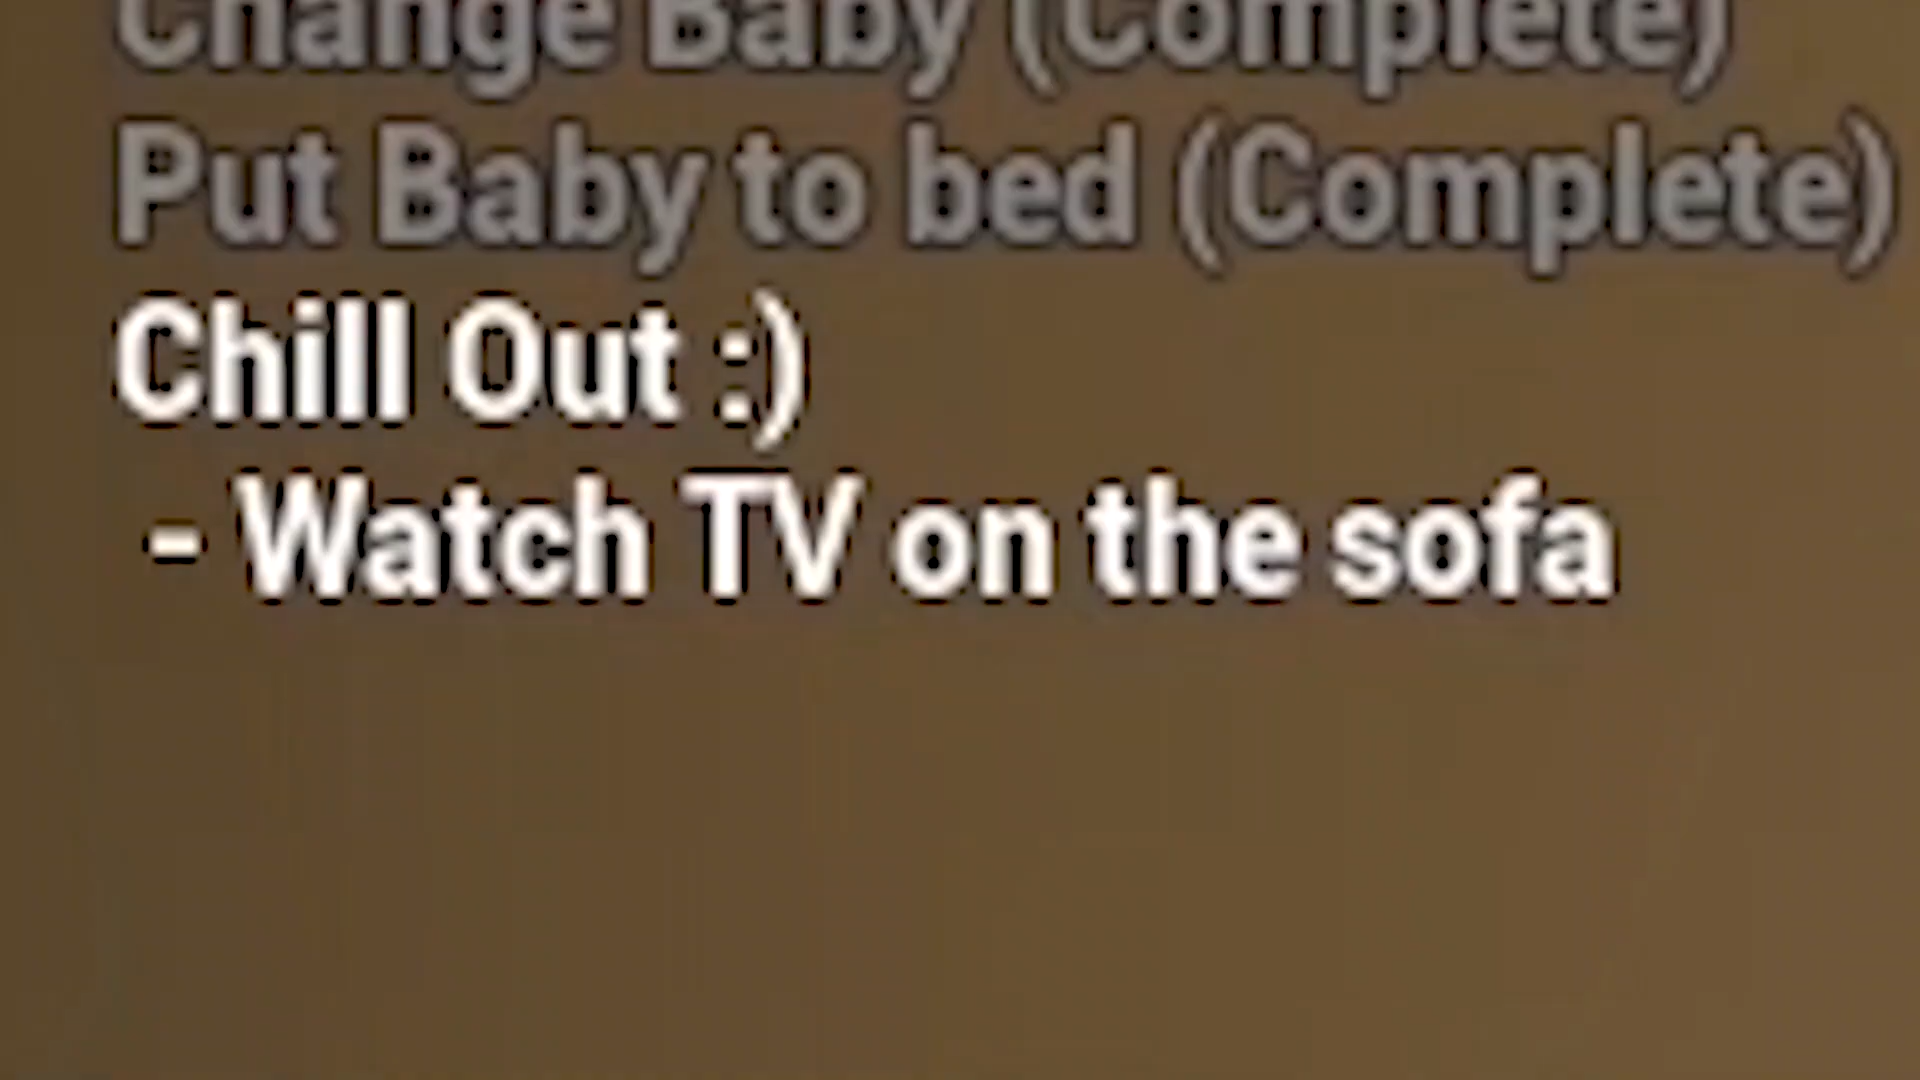 Change Baby (Complete)
Put Baby to bed (Complete)
Chill Out :)
- Watch TV on the sofa